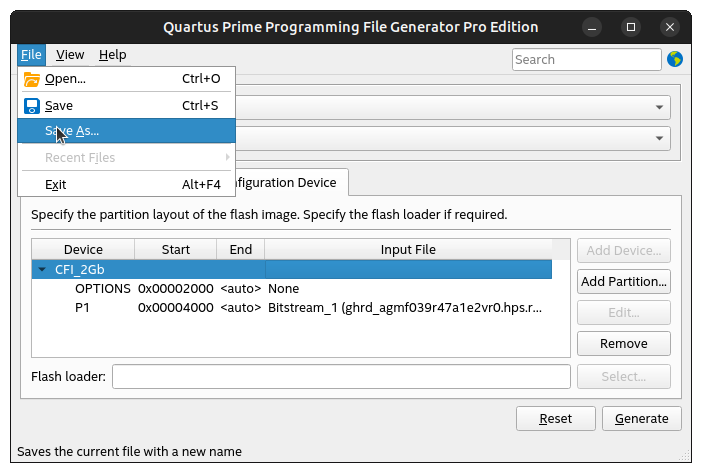 Quartus Prime Programming File Generator Pro Edition
File View Help Search
Open... Ctrl+O
Save Ctrl+S
Save As...
Recent Files
Exit Alt+F4
figuration Device
Specify the partition layout of the flash image. Specify the flash loader if required.
Device Start End Input File
Add Device...
CFI_2Gb
Add Partition...
OPTIONS 0x00002000 <auto> None
P1 0x00004000 <auto> Bitstream_1 (ghrd_agmf039r47a1e2vr0.hps.r...
Edit...
Remove
Flash loader:
Select...
Reset Generate
Saves the current file with a new name